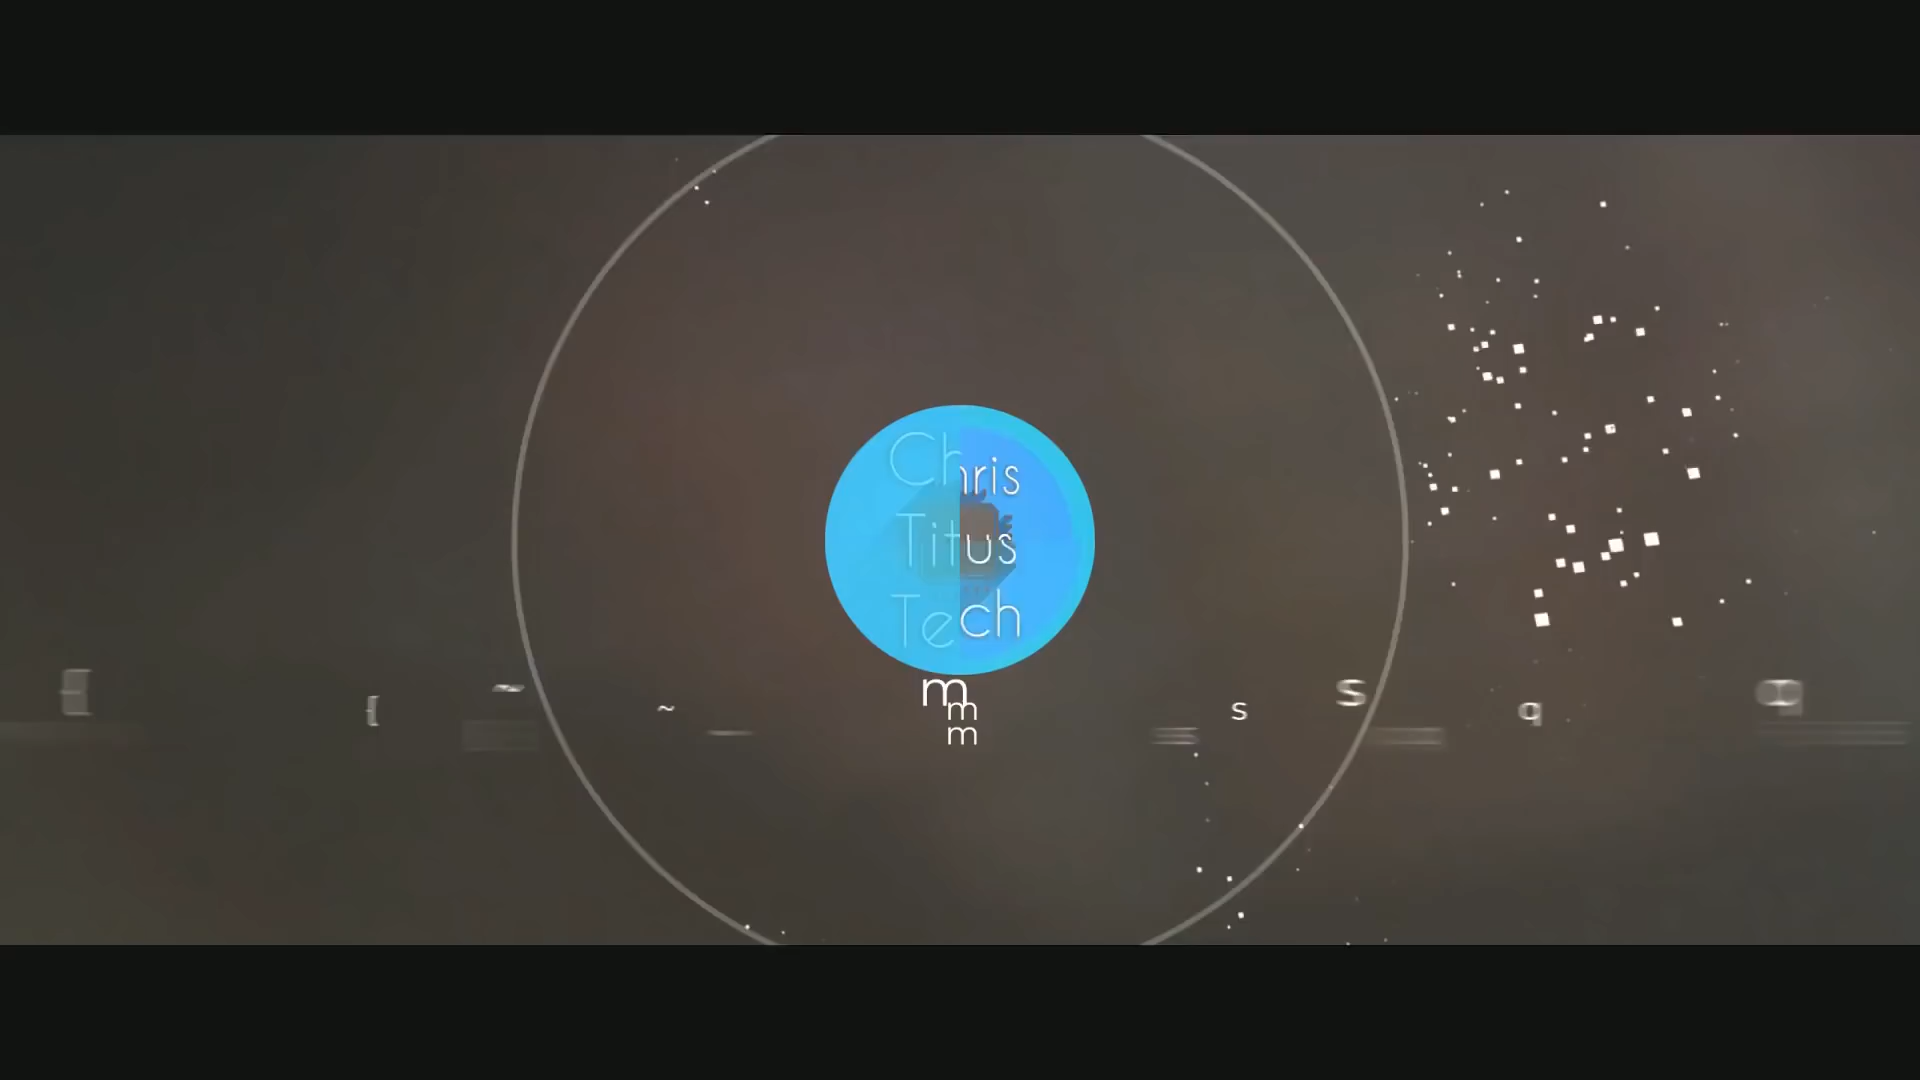 Chris
Titus
Tech
{ ~ ~ m s S q
m
m